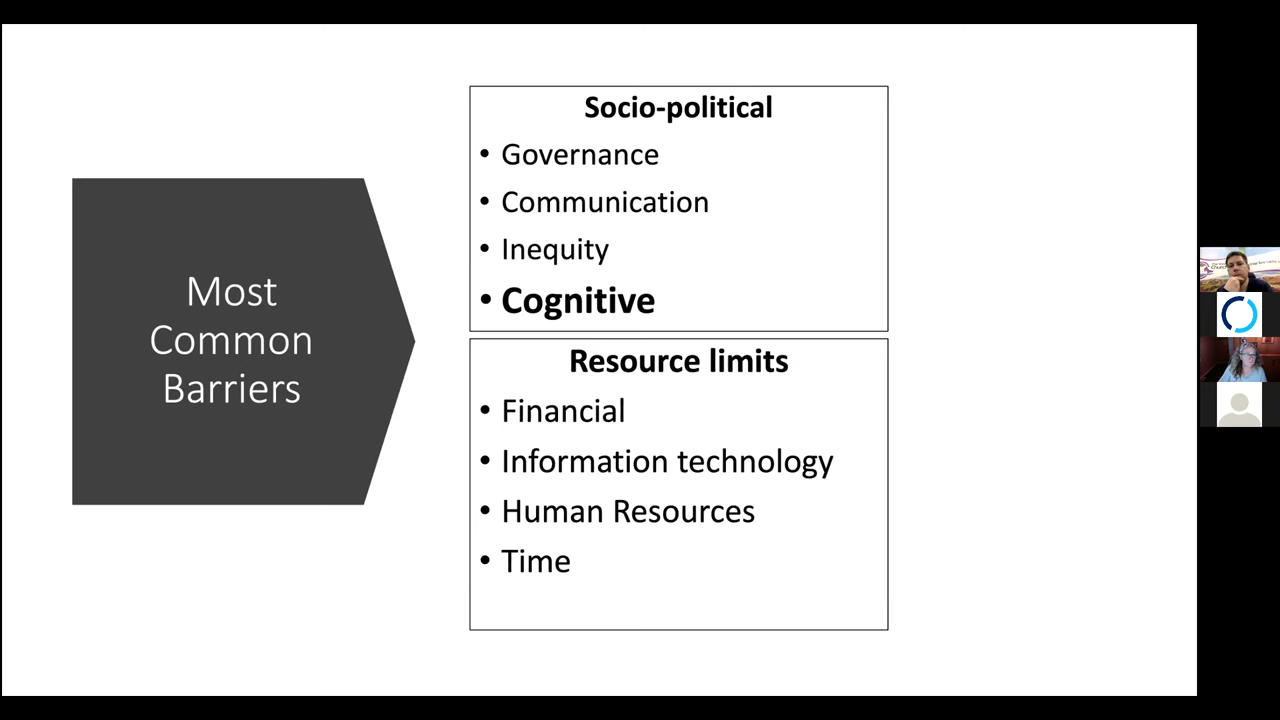 Most
Common
Barriers
Socio-political
• Governance
• Communication
• Inequity
• Cognitive
Resource limits
• Financial
• Information technology
• Human Resources
• Time